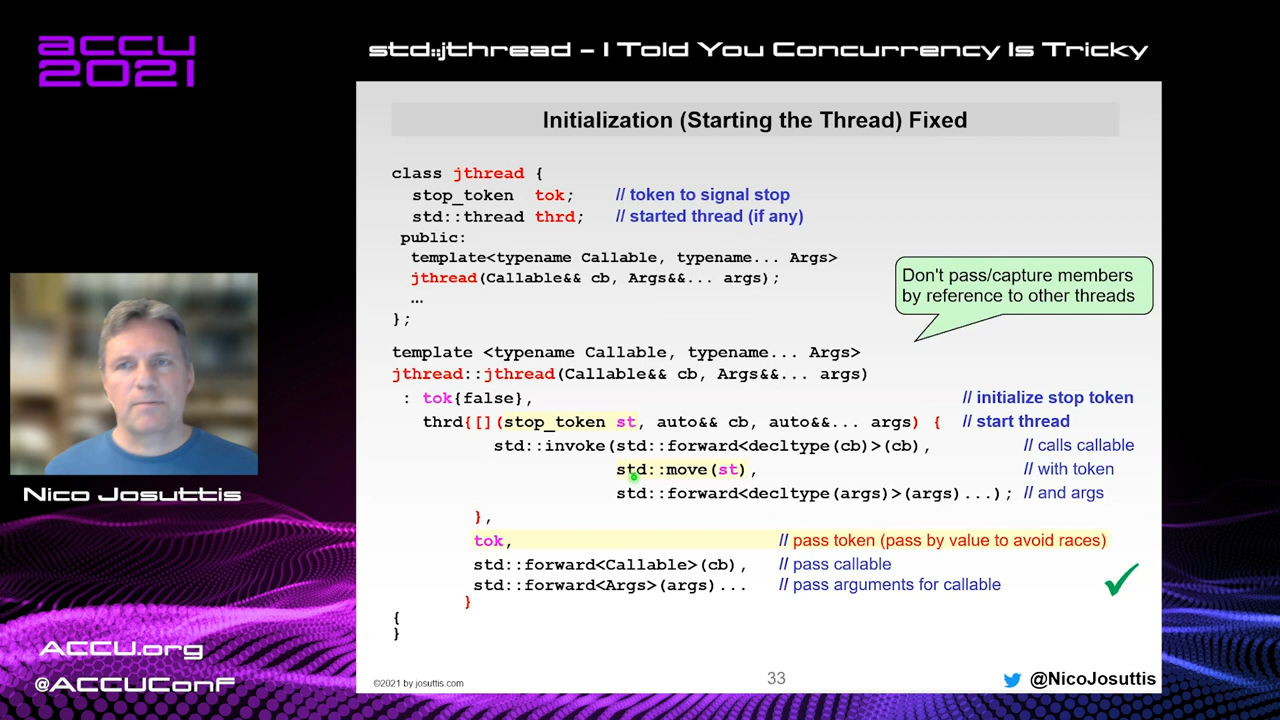 accu
2021
std::jthread – I Told You Concurrency Is Tricky
Initialization (Starting the Thread) Fixed
class jthread {
stop_token tok; // token to signal stop
std::thread thrd; // started thread (if any)
public:
template<typename Callable, typename... Args>
jthread(Callable&& cb, Args&&... args);
...
};
Don't pass/capture members
by reference to other threads
template <typename Callable, typename... Args>
jthread::jthread(Callable&& cb, Args&&... args)
: tok{false}, // initialize stop token
thrd{[](stop_token st, auto&& cb, auto&&... args) { // start thread
std::invoke(std::forward<decltype(cb)>(cb), // calls callable
std::move(st), // with token
std::forward<decltype(args)>(args)...); // and args
},
tok, // pass token (pass by value to avoid races)
std::forward<Callable>(cb), // pass callable
std::forward<Args>(args)... // pass arguments for callable
}
{
}
©2021 by josuttis.com
33
@NicoJosuttis
Nico Josuttis
ACCU.org
@ACCUConf